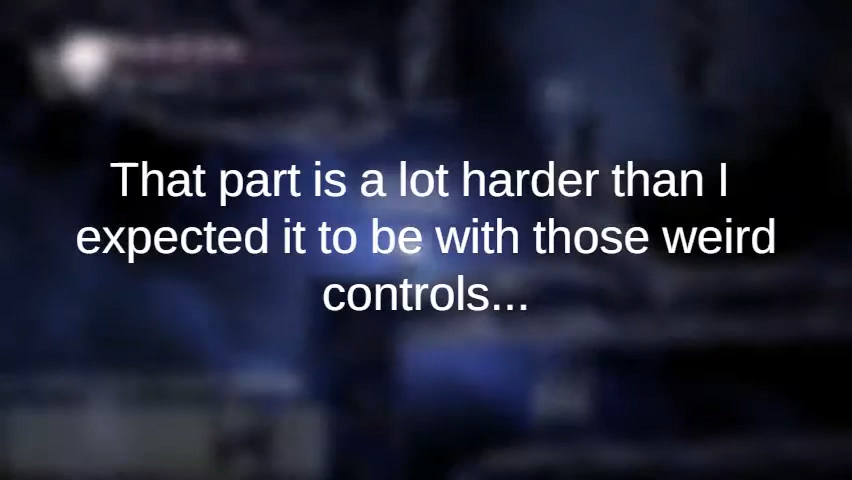 That part is a lot harder than I
expected it to be with those weird
controls...